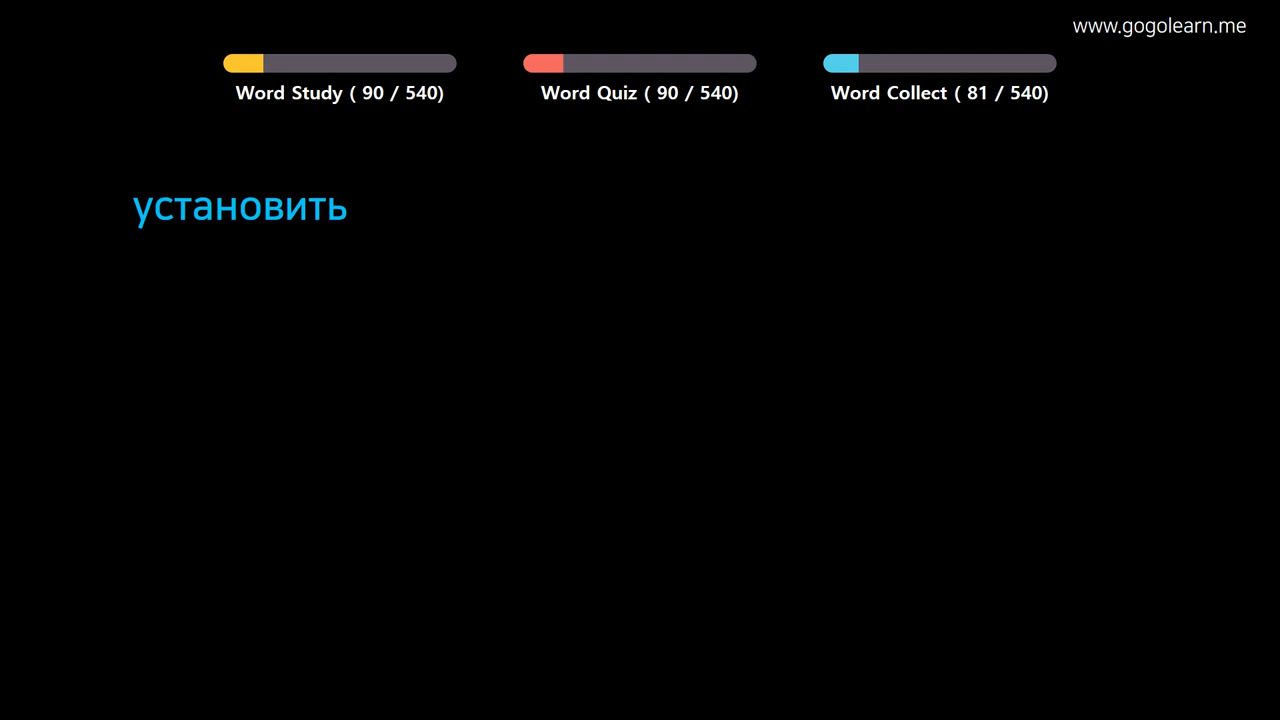 www.gogolearn.me
Word Study ( 90 / 540)
Word Quiz ( 90 / 540)
Word Collect ( 81 / 540)
установить